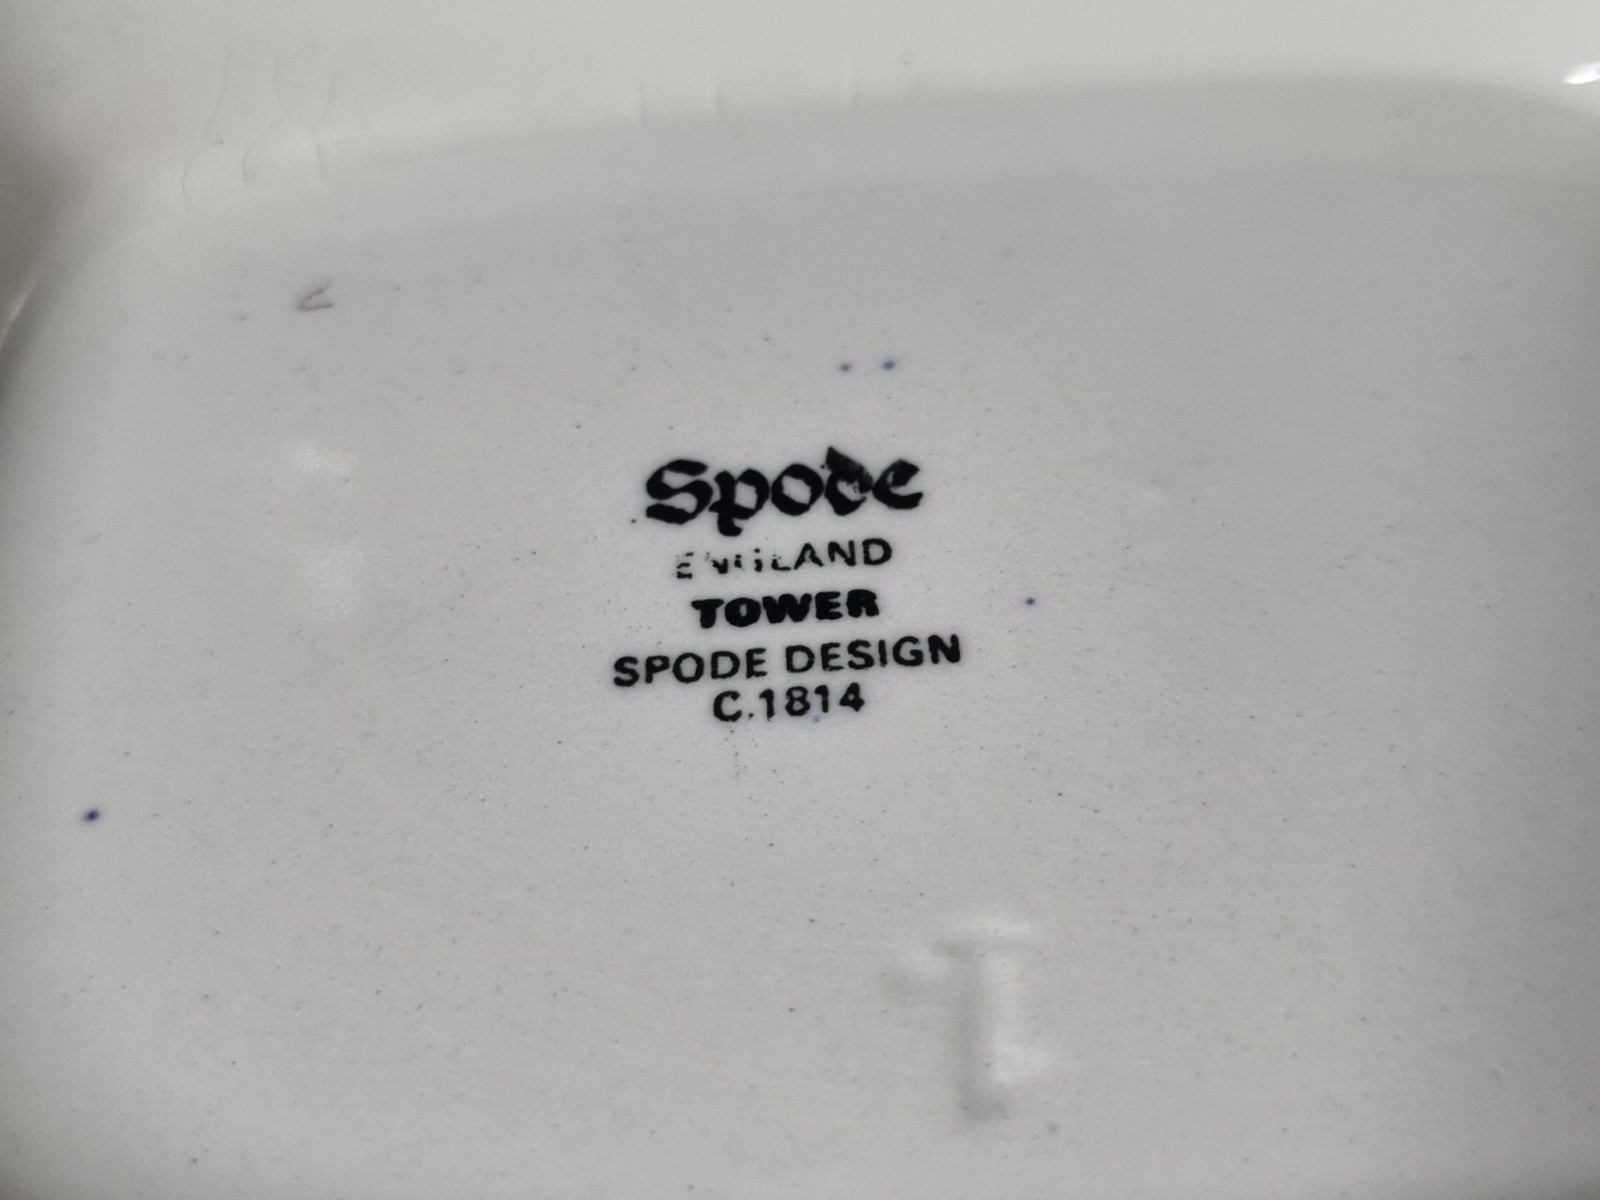 Spode
ENGLAND
TOWER
SPODE DESIGN
C.1814